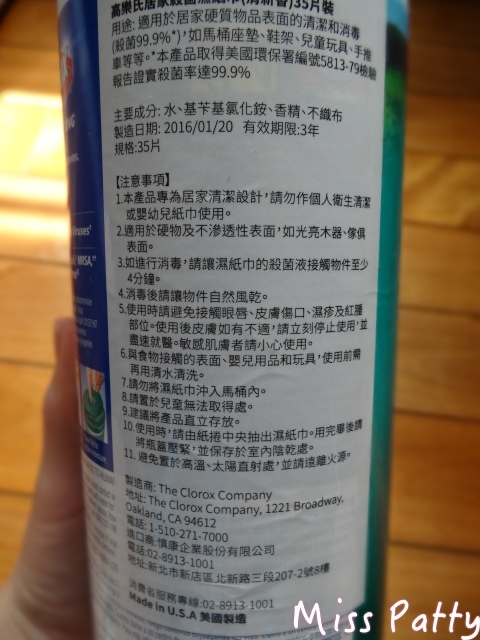 高樂氏居家殺菌濕紙巾(清新香)35片裝
用途: 適用於居家硬質物品表面的清潔和消毒
(殺菌99.9%*)，如馬桶座墊、鞋架、兒童玩具、手推
車等等。*本產品取得美國環保署編號5813-79檢驗
報告證實殺菌率達99.9%
主要成分: 水、基苄基氯化銨、香精、不織布
製造日期: 2016/01/20 有效期限:3年
規格:35片
【注意事項】
1.本產品專為居家清潔設計，請勿作個人衛生清潔
或嬰幼兒紙巾使用。
2.適用於硬物及不滲透性表面，如光亮木器、傢俱
表面。
3.如進行消毒，請讓濕紙巾的殺菌液接觸物件至少
4分鐘。
4.消毒後請讓物件自然風乾。
5.使用時請避免接觸眼唇、皮膚傷口、濕疹及紅腫
部位。使用後皮膚如有不適，請立刻停止使用，並
盡速就醫。敏感肌膚者請小心使用。
6.與食物接觸的表面、嬰兒用品和玩具，使用前需
再用清水清洗。
7.請勿將濕紙巾沖入馬桶內。
8.請置於兒童無法取得處。
9.建議將產品直立存放。
10.使用時，請由紙捲中央抽出濕紙巾。用完畢後請
將瓶蓋壓緊，並保存於室內陰乾處。
11. 避免置於高溫、太陽直射處，並請遠離火源。
製造商: The Clorox Company
地址: The Clorox Company, 1221 Broadway,
Oakland, CA 94612
電話: 1-510-271-7000
進口商:慎康企業股份有限公司
電話:02-8913-1001
地址:新北市新店區北新路三段207-2號8樓
消費者服務專線:02-8913-1001
Made in U.S.A 美國製造
MRSA,"
Miss Patty